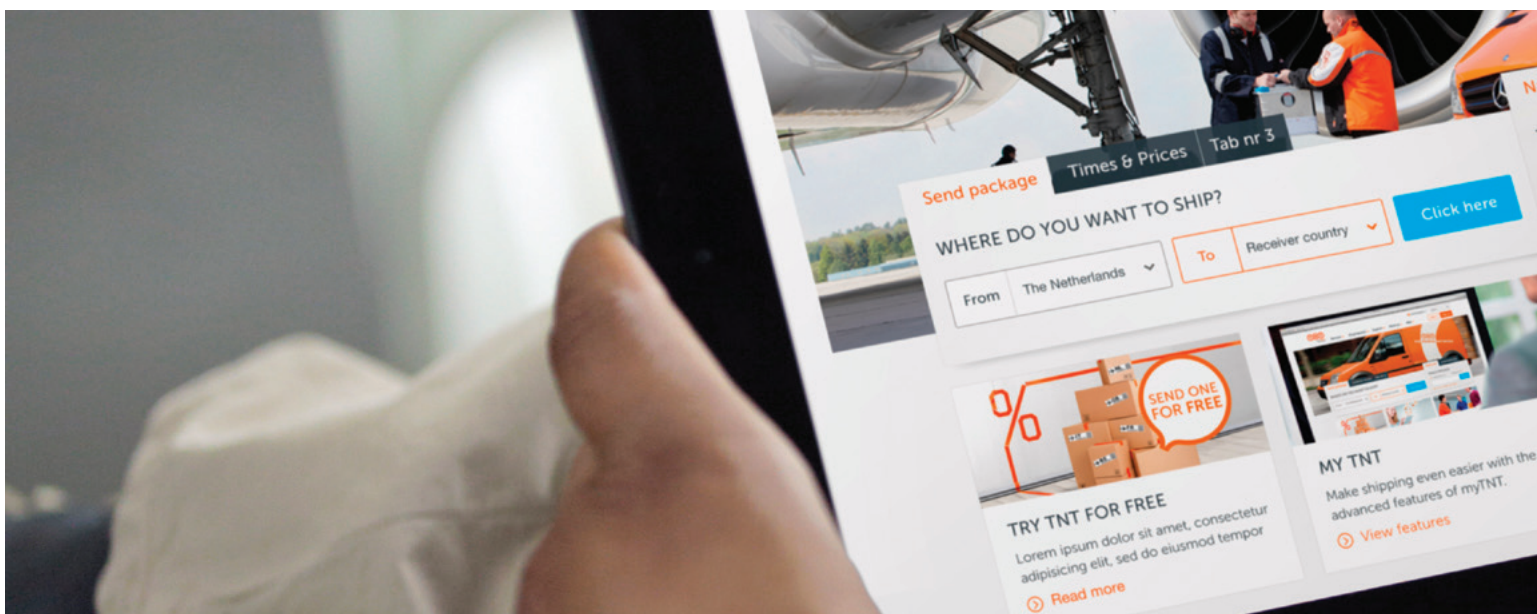 Send package
Times & Prices
Tab nr 3
WHERE DO YOU WANT TO SHIP?
From
The Netherlands
To
Receiver country
Click here
SEND ONE
FOR FREE
TRY TNT FOR FREE
Lorem ipsum dolor sit amet, consectetur
adipisicing elit, sed do eiusmod tempor
Read more
MY TNT
Make shipping even easier with the
advanced features of myTNT.
View features